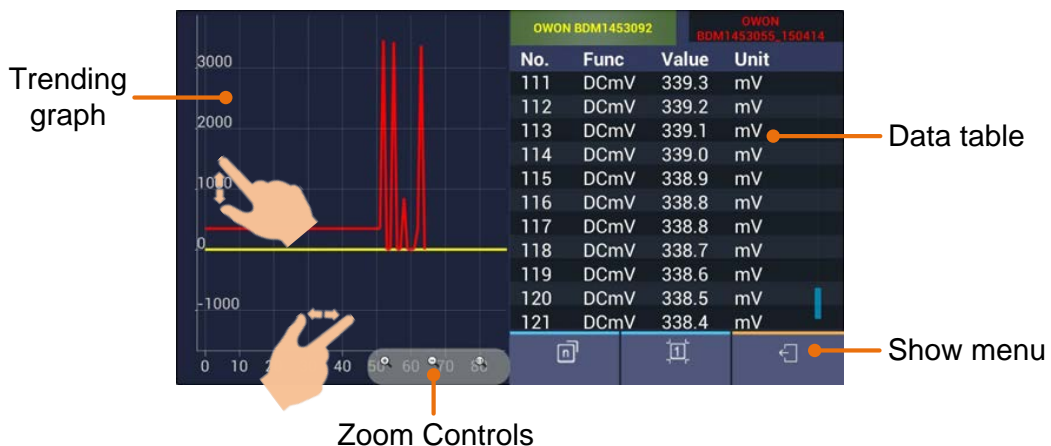 Trending
graph
3000
2000
1000
0
-1000
0 10 40 50 60 70 80
OWON BDM1453092
OWON
BDM1453055_150414
No. Func Value Unit
111 DCmV 339.3 mV
112 DCmV 339.2 mV
113 DCmV 339.1 mV
114 DCmV 339.0 mV
115 DCmV 338.9 mV
116 DCmV 338.8 mV
117 DCmV 338.8 mV
118 DCmV 338.7 mV
119 DCmV 338.6 mV
120 DCmV 338.5 mV
121 DCmV 338.4 mV
n
1
Data table
Show menu
Zoom Controls